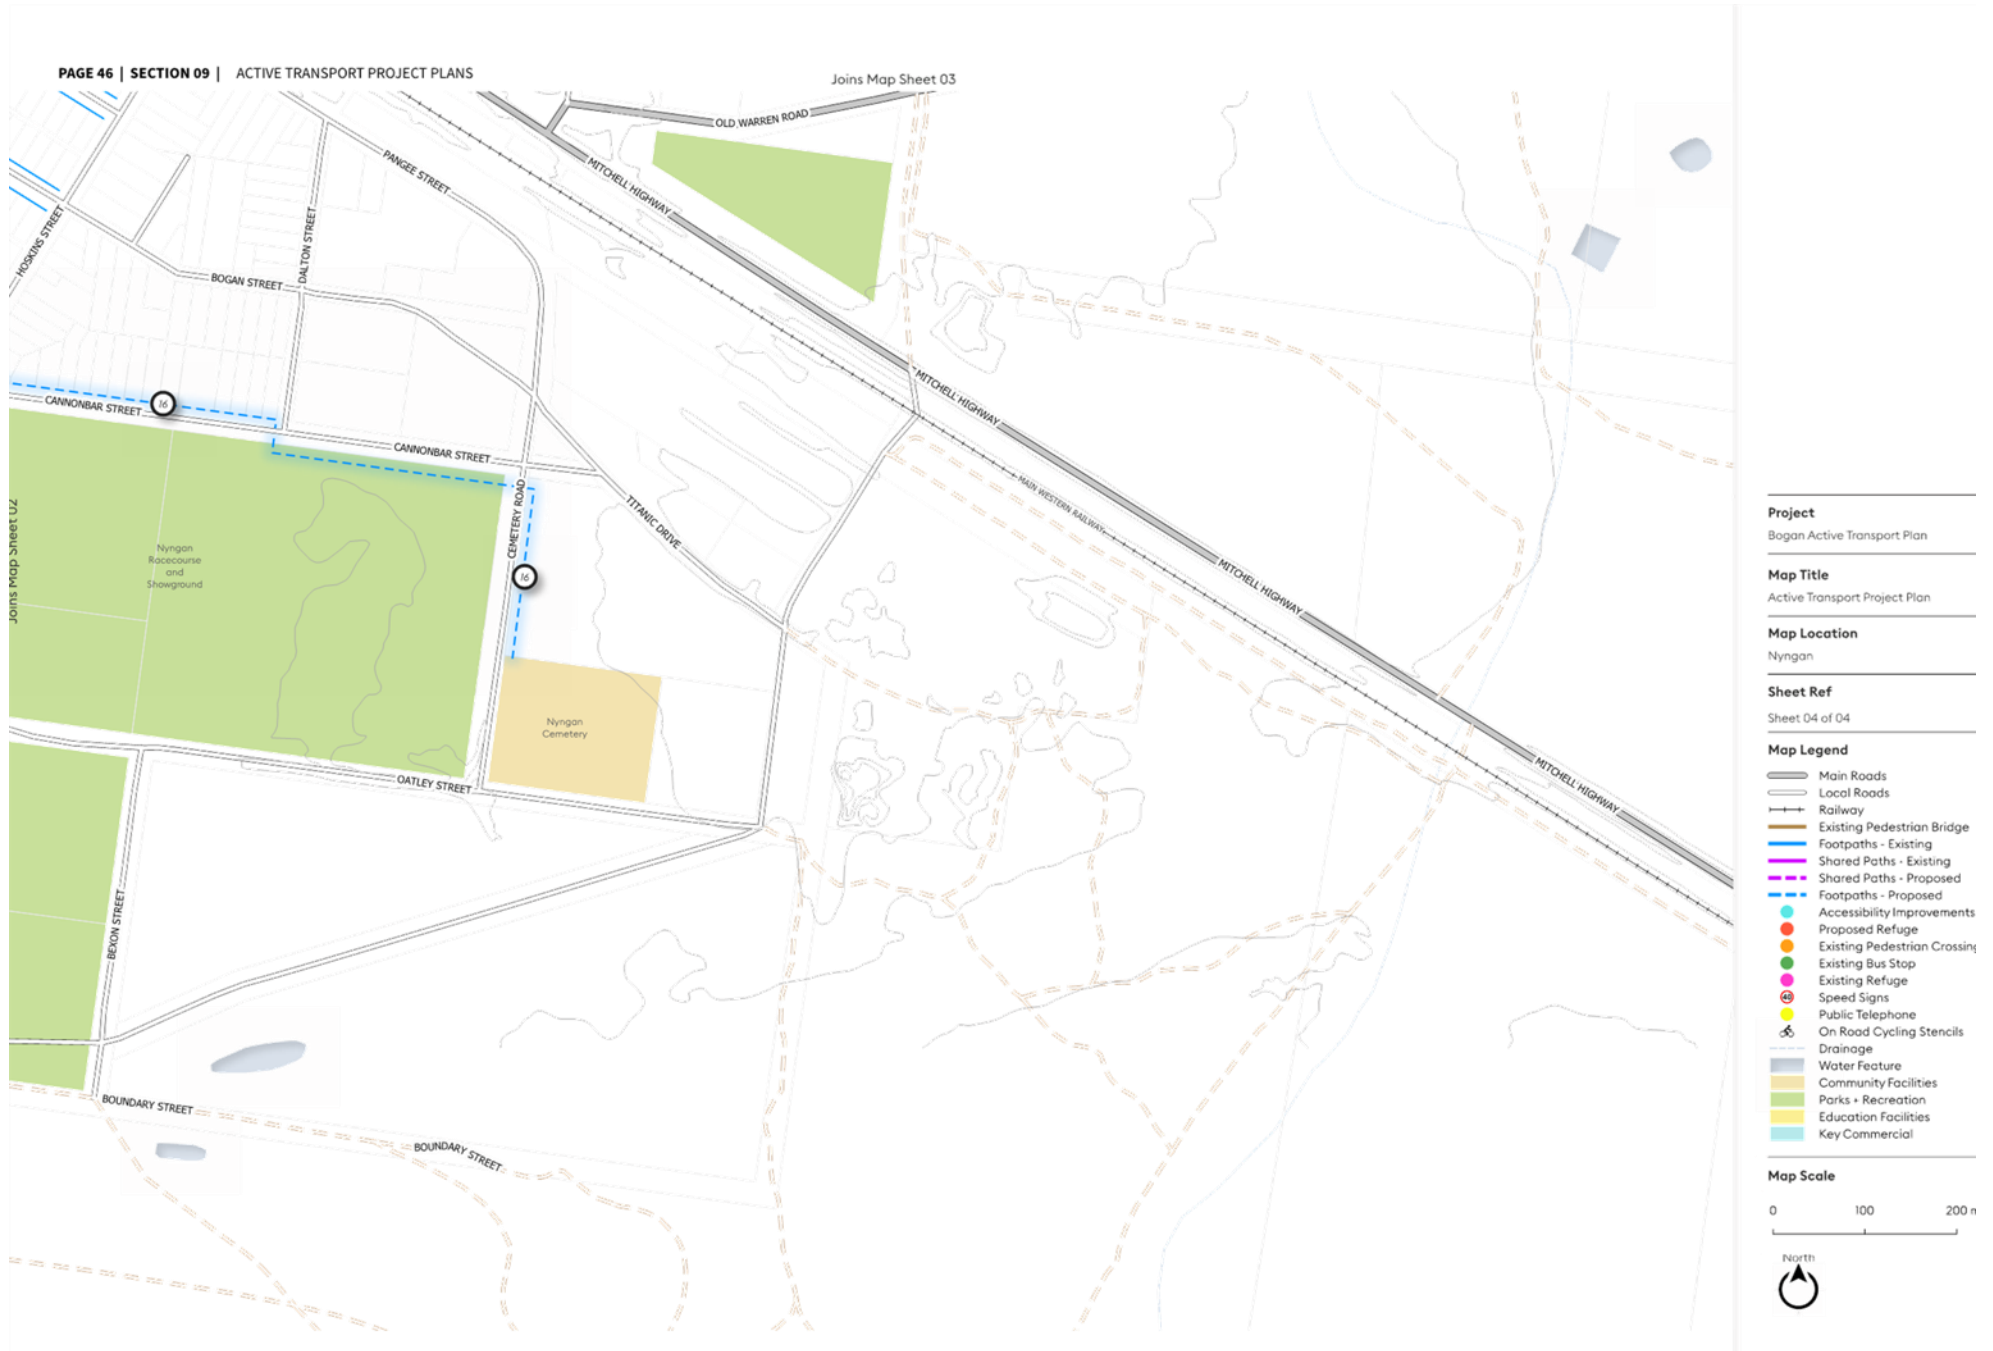 PAGE 46 | SECTION 09 | ACTIVE TRANSPORT PROJECT PLANS
Joins Map Sheet 03
OLD WARREN ROAD
PANGEE STREET
MITCHELL HIGHWAY
HOSKINS STREET
DALTON STREET
BOGAN STREET
MITCHELL HIGHWAY
CANNONBAR STREET
16
CANNONBAR STREET
CEMETERY ROAD
TITANIC DRIVE
MAIN WESTERN RAILWAY
Joins Map Sheet 02
Nyngan
Racecourse
and
Showground
16
MITCHELL HIGHWAY
Nyngan
Cemetery
OATLEY STREET
MITCHELL HIGHWAY
BEXON STREET
BOUNDARY STREET
BOUNDARY STREET
Project
Bogan Active Transport Plan
Map Title
Active Transport Project Plan
Map Location
Nyngan
Sheet Ref
Sheet 04 of 04
Map Legend
Main Roads
Local Roads
Railway
Existing Pedestrian Bridge
Footpaths - Existing
Shared Paths - Existing
Shared Paths - Proposed
Footpaths - Proposed
Accessibility Improvements
Proposed Refuge
Existing Pedestrian Crossing
Existing Bus Stop
Existing Refuge
40 Speed Signs
Public Telephone
On Road Cycling Stencils
Drainage
Water Feature
Community Facilities
Parks + Recreation
Education Facilities
Key Commercial
Map Scale
0 100 200 m
North